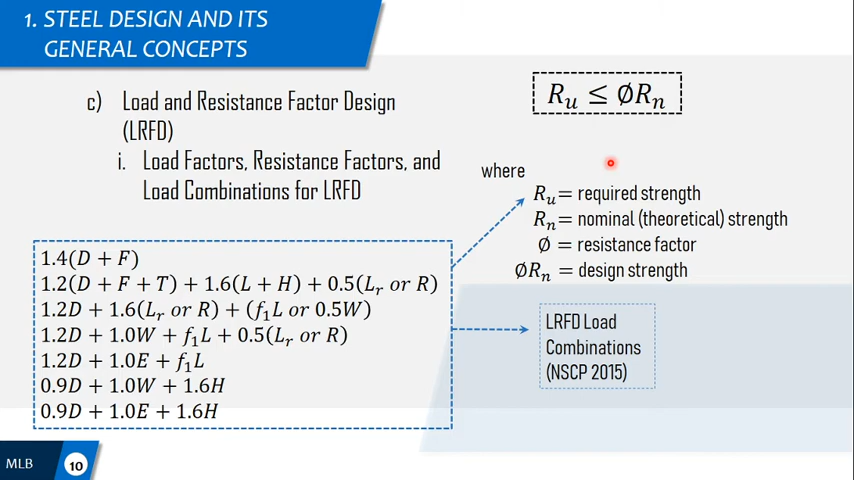 1. STEEL DESIGN AND ITS
GENERAL CONCEPTS
c) Load and Resistance Factor Design
(LRFD)
i. Load Factors, Resistance Factors, and
Load Combinations for LRFD
1.4(D + F)
1.2(D + F + T) + 1.6(L + H) + 0.5(Lᵣ or R)
1.2D + 1.6(Lᵣ or R) + (f₁L or 0.5W)
1.2D + 1.0W + f₁L + 0.5(Lᵣ or R)
1.2D + 1.0E + f₁L
0.9D + 1.0W + 1.6H
0.9D + 1.0E + 1.6H
Rᵤ ≤ ∅Rₙ
where
Rᵤ= required strength
Rₙ= nominal (theoretical) strength
∅ = resistance factor
∅Rₙ = design strength
LRFD Load
Combinations
(NSCP 2015)
MLB
10